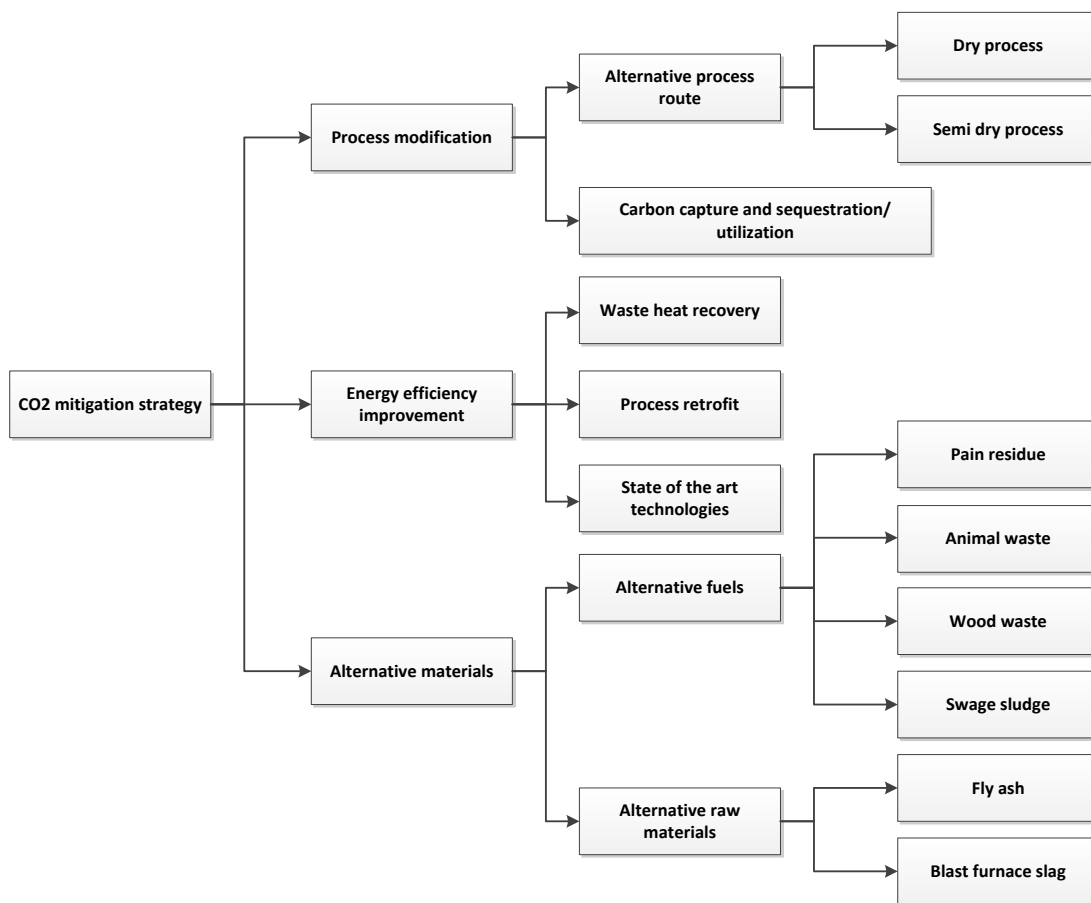 Dry process
Alternative process
route
Semi dry process
Process modification
Carbon capture and sequestration/
utilization
Waste heat recovery
CO2 mitigation strategy
Energy efficiency
improvement
Process retrofit
Pain residue
State of the art
technologies
Animal waste
Alternative fuels
Wood waste
Alternative materials
Swage sludge
Fly ash
Alternative raw
materials
Blast furnace slag